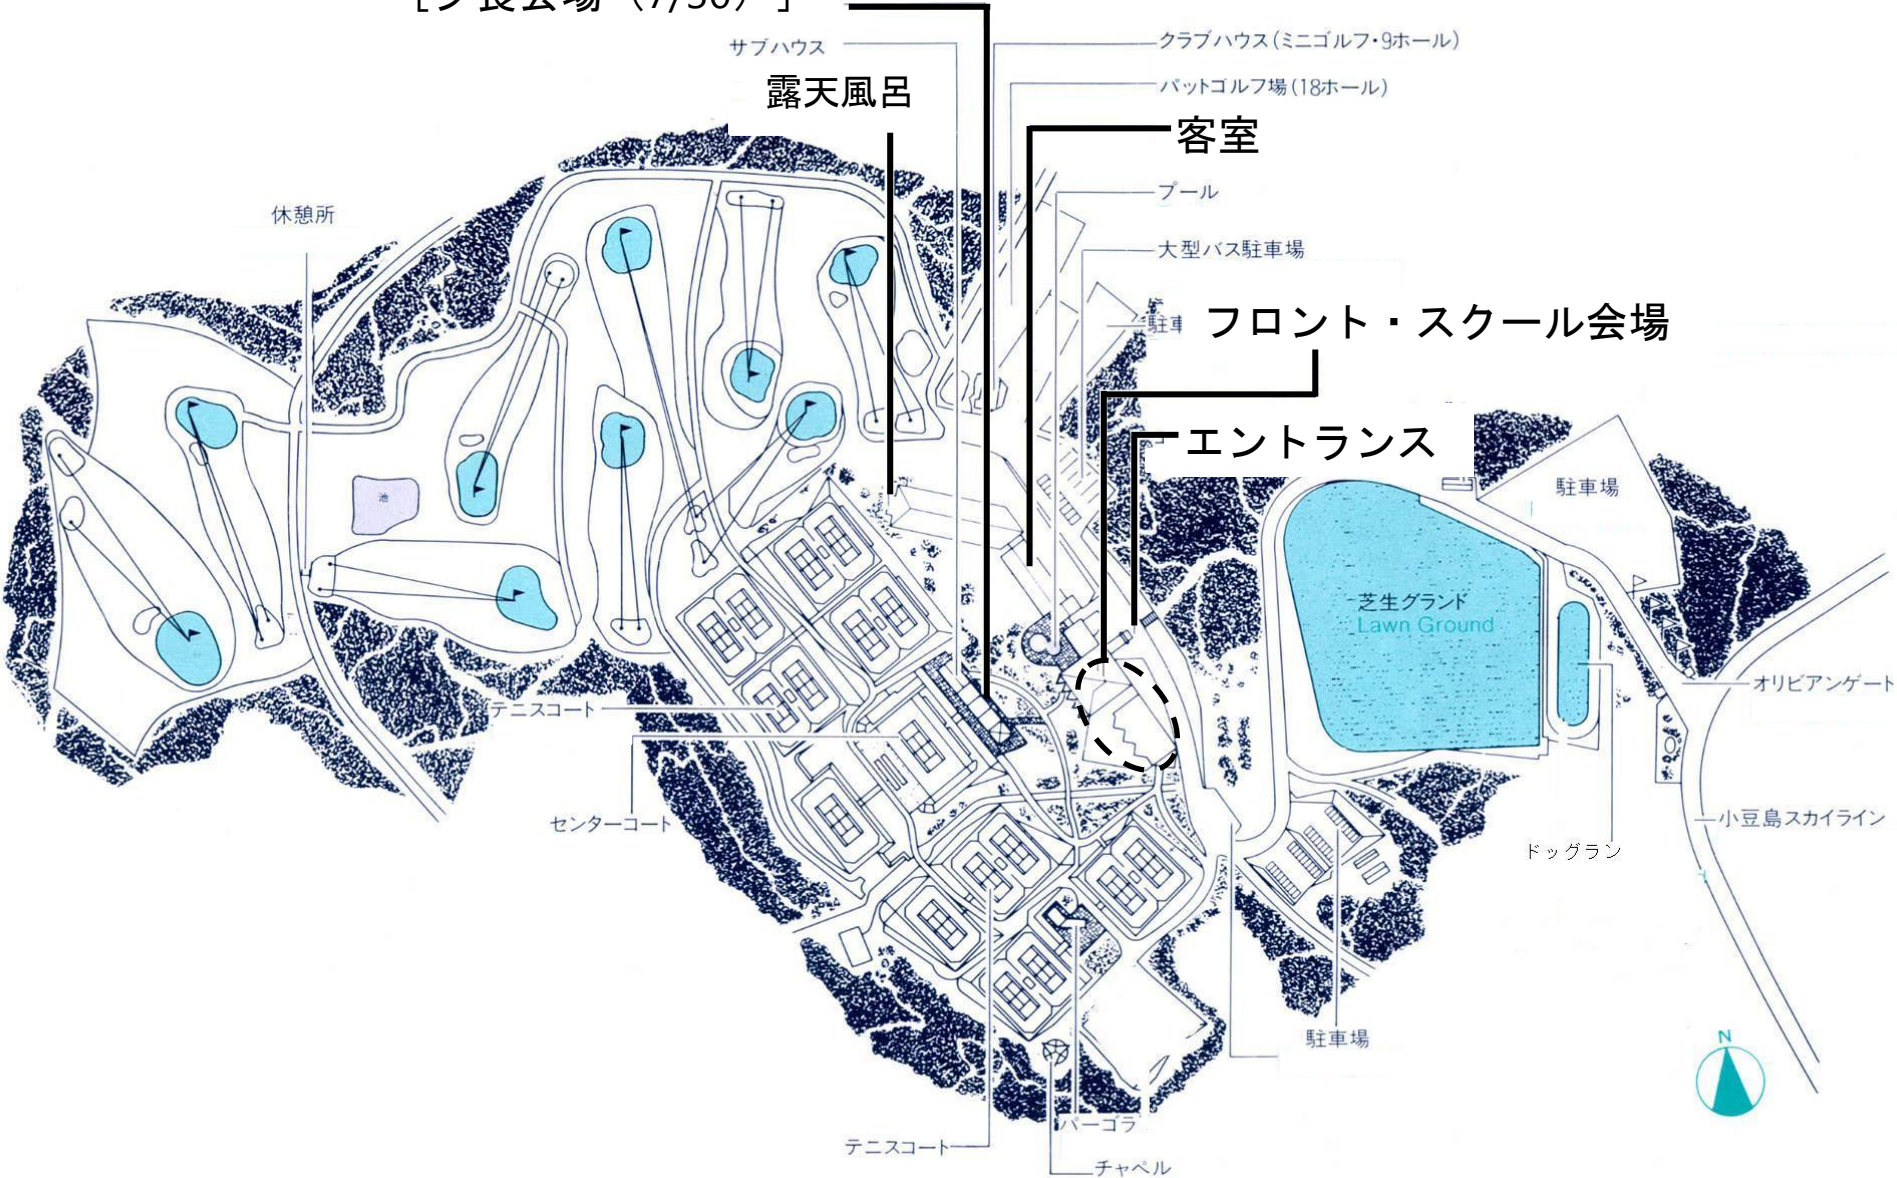 会場（7/30）］
サブハウス
クラブハウス(ミニゴルフ・9ホール)
露天風呂
パットゴルフ場(18ホール)
客室
プール
休憩所
大型バス駐車場
駐車
フロント・スクール会場
エントランス
駐車場
池
芝生グランド
Lawn Ground
オリビアンゲート
テニスコート
センターコート
小豆島スカイライン
ドッグラン
駐車場
N
パーゴラ
テニスコート
チャペル